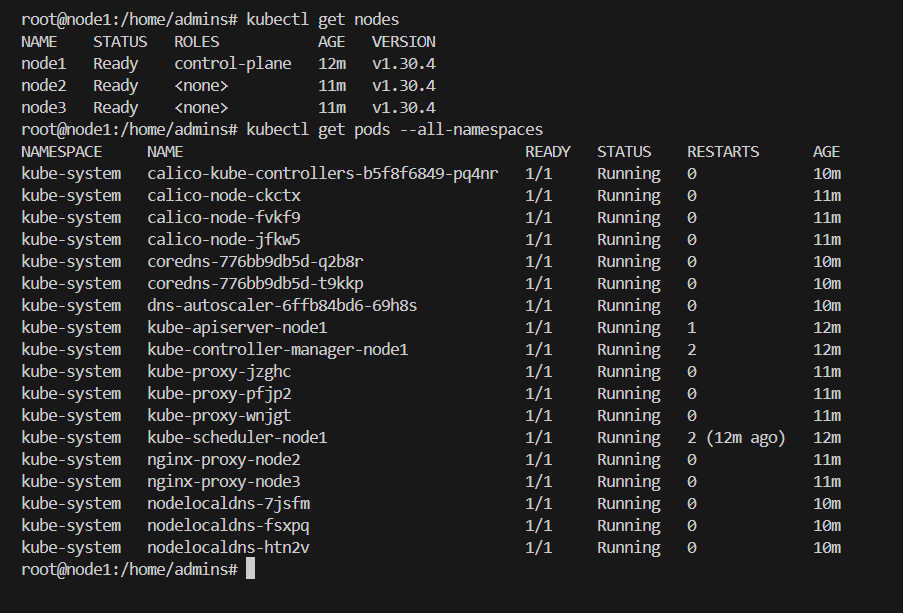 root@node1:/home/admins# kubectl get nodes
NAME    STATUS   ROLES           AGE   VERSION
node1   Ready    control-plane   12m   v1.30.4
node2   Ready    <none>          11m   v1.30.4
node3   Ready    <none>          11m   v1.30.4
root@node1:/home/admins# kubectl get pods --all-namespaces
NAMESPACE     NAME                                      READY   STATUS    RESTARTS      AGE
kube-system   calico-kube-controllers-b5f8f6849-pq4nr   1/1     Running   0             10m
kube-system   calico-node-ckctx                         1/1     Running   0             11m
kube-system   calico-node-fvkf9                         1/1     Running   0             11m
kube-system   calico-node-jfkw5                         1/1     Running   0             11m
kube-system   coredns-776bb9db5d-q2b8r                  1/1     Running   0             10m
kube-system   coredns-776bb9db5d-t9kkp                  1/1     Running   0             10m
kube-system   dns-autoscaler-6ffb84bd6-69h8s            1/1     Running   0             10m
kube-system   kube-apiserver-node1                      1/1     Running   1             12m
kube-system   kube-controller-manager-node1             1/1     Running   2             12m
kube-system   kube-proxy-jzghc                          1/1     Running   0             11m
kube-system   kube-proxy-pfjp2                          1/1     Running   0             11m
kube-system   kube-proxy-wnjgt                          1/1     Running   0             11m
kube-system   kube-scheduler-node1                      1/1     Running   2 (12m ago)   12m
kube-system   nginx-proxy-node2                         1/1     Running   0             11m
kube-system   nginx-proxy-node3                         1/1     Running   0             11m
kube-system   nodelocaldns-7jsfm                        1/1     Running   0             10m
kube-system   nodelocaldns-fsxpq                        1/1     Running   0             10m
kube-system   nodelocaldns-htn2v                        1/1     Running   0             10m
root@node1:/home/admins#